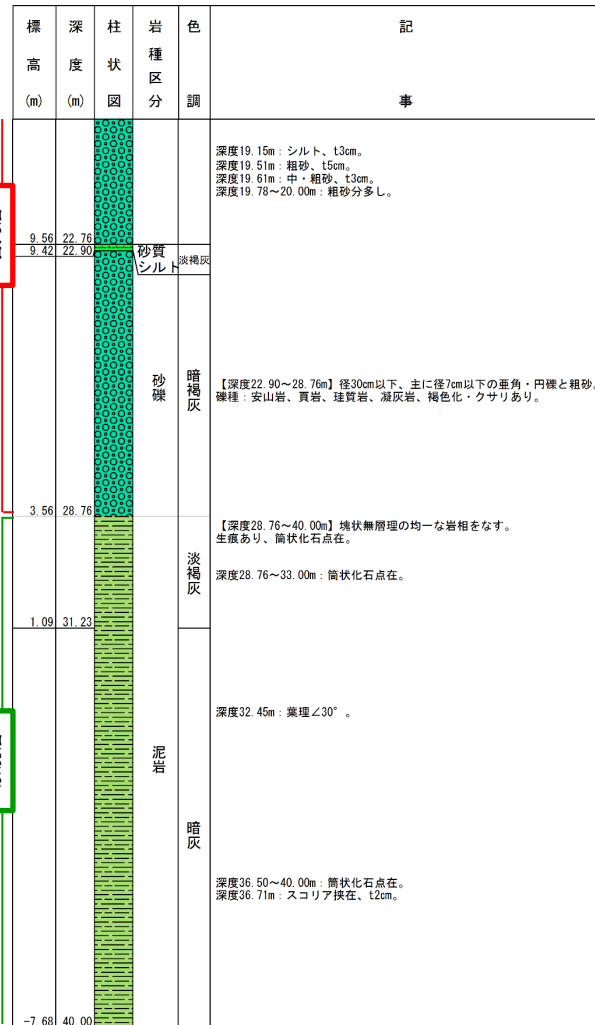 標高(m)
深度(m)
柱状図
岩種区分
色調
記事
深度19.15m：シルト、t3cm。
深度19.51m：粗砂、t5cm。
深度19.61m：中・粗砂、t3cm。
深度19.78～20.00m：粗砂分多し。
9.56 22.76
9.42 22.90
砂質
シルト
淡褐灰
砂礫
暗褐灰
【深度22.90～28.76m】径30cm以下、主に径7cm以下の亜角・円礫と粗砂。
礫種：安山岩、頁岩、珪質岩、凝灰岩、褐色化・クサリあり。
3.56 28.76
【深度28.76～40.00m】塊状無層理の均一な岩相をなす。
生痕あり、筒状化石点在。
淡褐灰
深度28.76～33.00m：筒状化石点在。
1.09 31.23
深度32.45m：葉理∠30°。
泥岩
暗灰
深度36.50～40.00m：筒状化石点在。
深度36.71m：スコリア挟在、t2cm。
-7.68 40.00